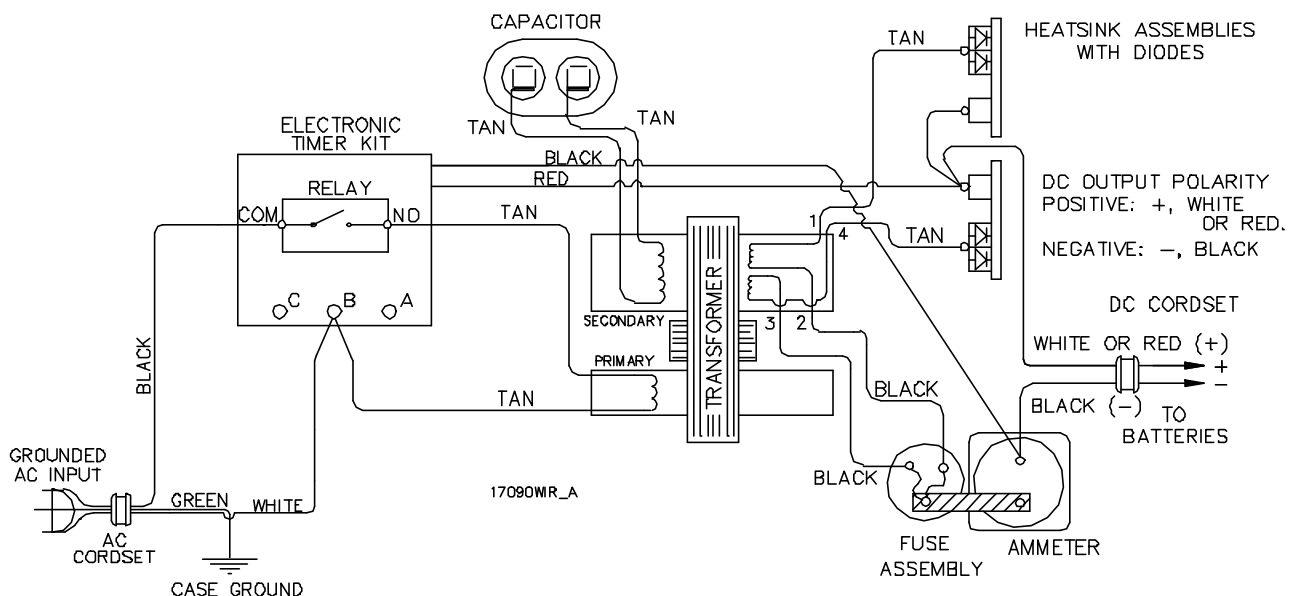 CAPACITOR
TAN
HEATSINK ASSEMBLIES
WITH DIODES
TAN
TAN
ELECTRONIC
TIMER KIT
BLACK
RED
RELAY
COM
NO
TAN
1
4
TAN
DC OUTPUT POLARITY
POSITIVE: +, WHITE
OR RED.
NEGATIVE: -, BLACK
C
B
A
SECONDARY
TRANSFORMER
3
2
DC CORDSET
WHITE OR RED (+)
+
-
BLACK (-)
TO
BATTERIES
BLACK
PRIMARY
TAN
BLACK
GROUNDED
AC INPUT
GREEN
WHITE
17090WIR_A
BLACK
AC
CORDSET
CASE GROUND
FUSE
ASSEMBLY
AMMETER